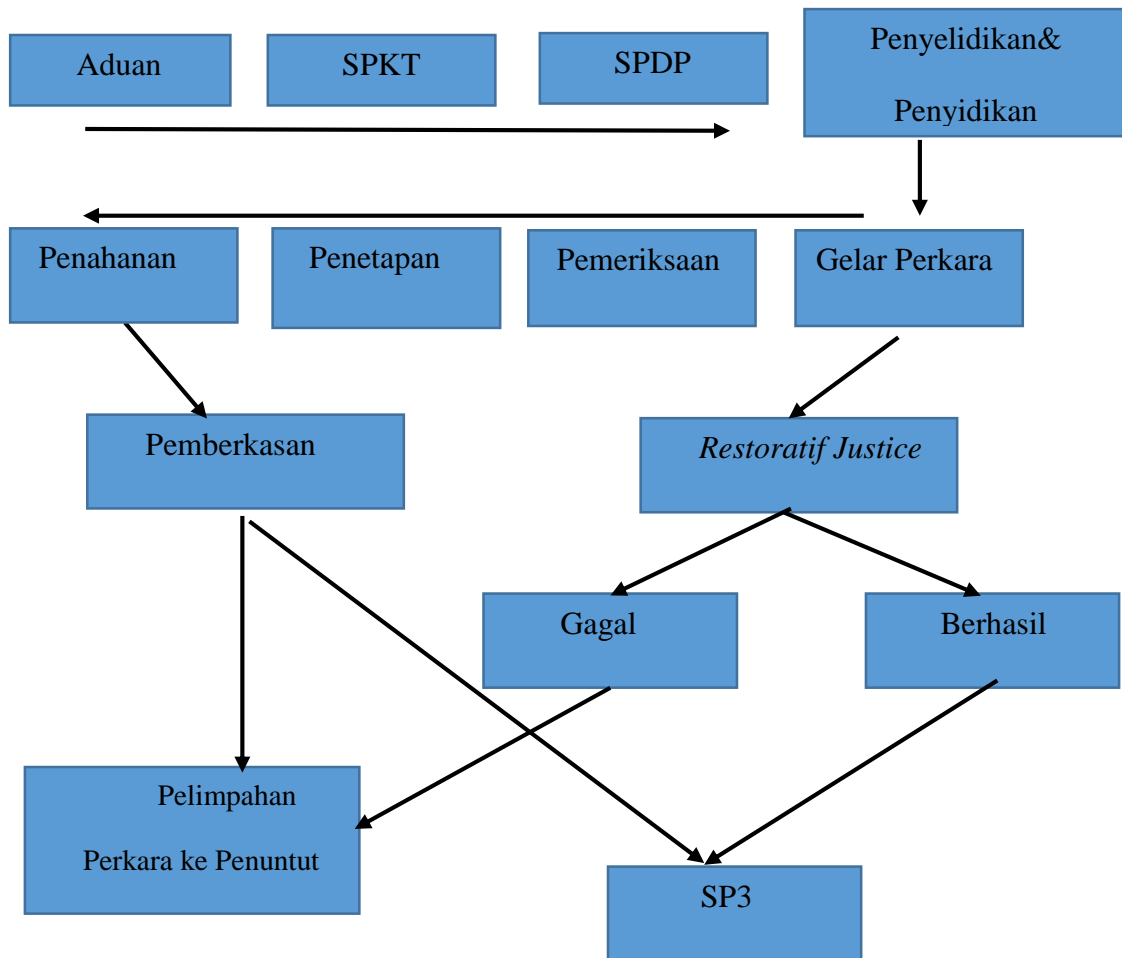 Aduan
SPKT
SPDP
Penyelidikan&
Penyidikan
Penahanan
Penetapan
Pemeriksaan
Gelar Perkara
Pemberkasan
Restoratif Justice
Gagal
Berhasil
Pelimpahan
Perkara ke Penuntut
SP3